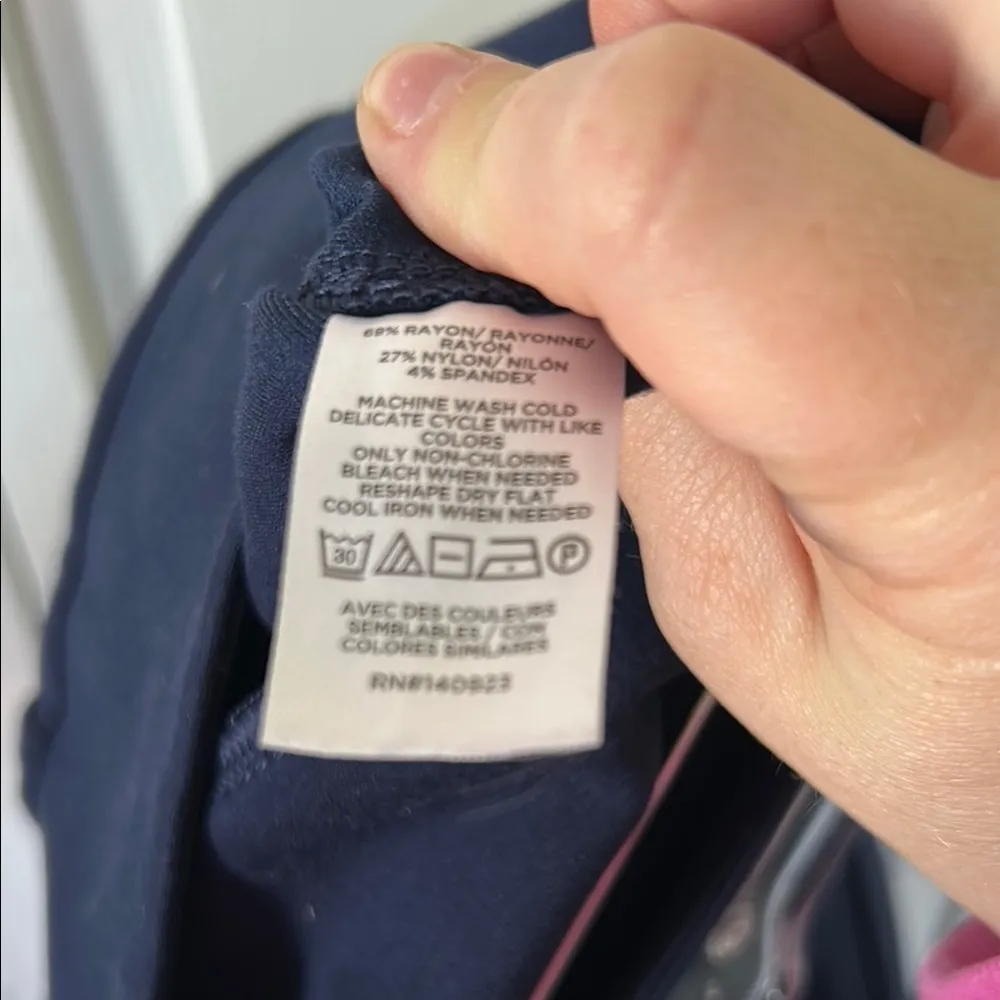 69% RAYON/ RAYONNE/
RAYÓN
27% NYLON/ NILÓN
4% SPANDEX
MACHINE WASH COLD
DELICATE CYCLE WITH LIKE
COLORS
ONLY NON-CHLORINE
BLEACH WHEN NEEDED
RESHAPE DRY FLAT
COOL IRON WHEN NEEDED
30 P
AVEC DES COULEURS
SEMBLABLES / CON
COLORES SIMILARES
RN#140823